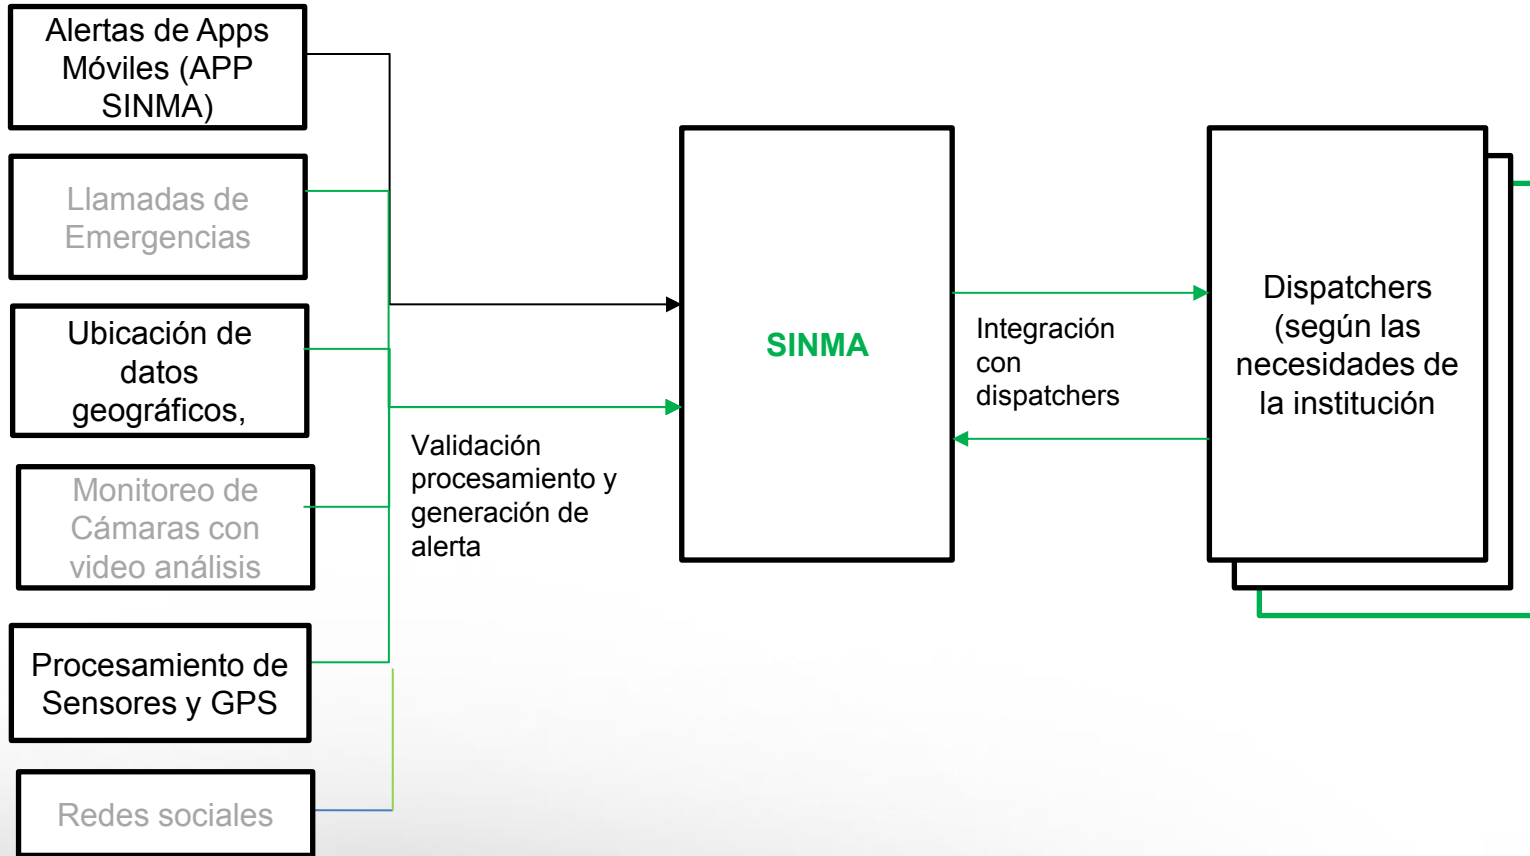 Alertas de Apps
Móviles (APP
SINMA)
Llamadas de
Emergencias
Ubicación de
datos
geográficos,
Monitoreo de
Cámaras con
video análisis
Procesamiento de
Sensores y GPS
Redes sociales
Validación
procesamiento y
generación de
alerta
SINMA
Integración
con
dispatchers
Dispatchers
(según las
necesidades de
la institución